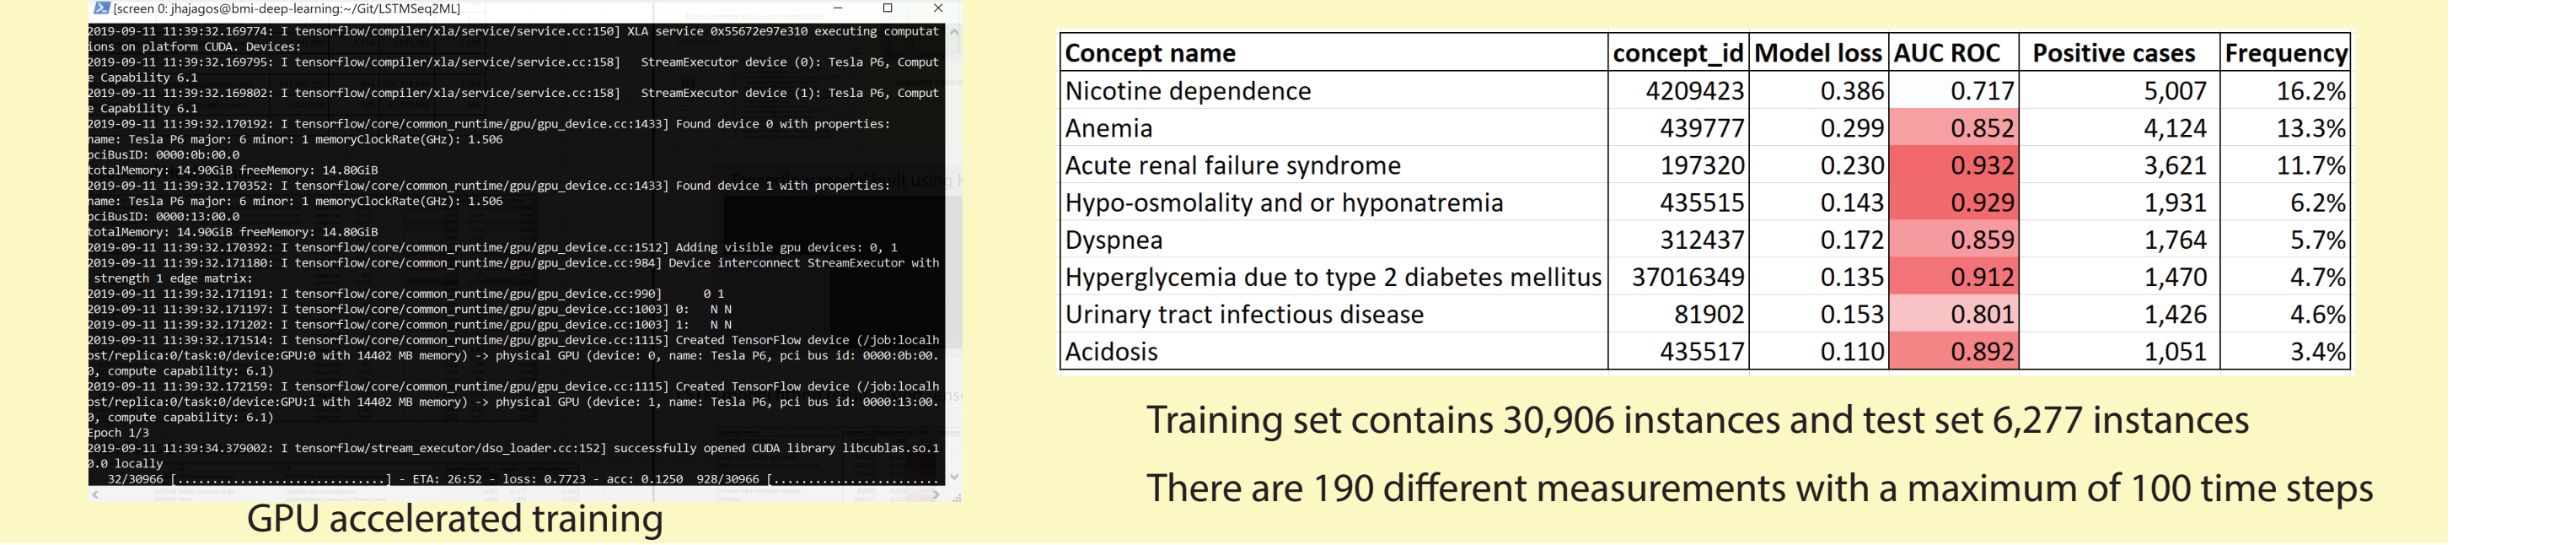 [screen 0: jhajagos@bmi-deep-learning:~/Git/LSTMSeq2ML]
2019-09-11 11:39:32.169774: I tensorflow/compiler/xla/service/service.cc:150] XLA service 0x55672e97e310 executing computat
ions on platform CUDA. Devices:
2019-09-11 11:39:32.169795: I tensorflow/compiler/xla/service/service.cc:158]   StreamExecutor device (0): Tesla P6, Comput
e Capability 6.1
2019-09-11 11:39:32.169802: I tensorflow/compiler/xla/service/service.cc:158]   StreamExecutor device (1): Tesla P6, Comput
e Capability 6.1
2019-09-11 11:39:32.170192: I tensorflow/core/common_runtime/gpu/gpu_device.cc:1433] Found device 0 with properties:
name: Tesla P6 major: 6 minor: 1 memoryClockRate(GHz): 1.506
pciBusID: 0000:0b:00.0
totalMemory: 14.90GiB freeMemory: 14.80GiB
2019-09-11 11:39:32.170352: I tensorflow/core/common_runtime/gpu/gpu_device.cc:1433] Found device 1 with properties:
name: Tesla P6 major: 6 minor: 1 memoryClockRate(GHz): 1.506
pciBusID: 0000:13:00.0
totalMemory: 14.90GiB freeMemory: 14.80GiB
2019-09-11 11:39:32.170392: I tensorflow/core/common_runtime/gpu/gpu_device.cc:1512] Adding visible gpu devices: 0, 1
2019-09-11 11:39:32.171180: I tensorflow/core/common_runtime/gpu/gpu_device.cc:984] Device interconnect StreamExecutor with
 strength 1 edge matrix:
2019-09-11 11:39:32.171191: I tensorflow/core/common_runtime/gpu/gpu_device.cc:990]      0 1
2019-09-11 11:39:32.171197: I tensorflow/core/common_runtime/gpu/gpu_device.cc:1003] 0:   N N
2019-09-11 11:39:32.171202: I tensorflow/core/common_runtime/gpu/gpu_device.cc:1003] 1:   N N
2019-09-11 11:39:32.171514: I tensorflow/core/common_runtime/gpu/gpu_device.cc:1115] Created TensorFlow device (/job:localh
ost/replica:0/task:0/device:GPU:0 with 14402 MB memory) -> physical GPU (device: 0, name: Tesla P6, pci bus id: 0000:0b:00.
0, compute capability: 6.1)
2019-09-11 11:39:32.172159: I tensorflow/core/common_runtime/gpu/gpu_device.cc:1115] Created TensorFlow device (/job:localh
ost/replica:0/task:0/device:GPU:1 with 14402 MB memory) -> physical GPU (device: 1, name: Tesla P6, pci bus id: 0000:13:00.
0, compute capability: 6.1)
Epoch 1/3
2019-09-11 11:39:34.379002: I tensorflow/stream_executor/dso_loader.cc:152] successfully opened CUDA library libcublas.so.1
0.0 locally
   32/30966 [..............................] - ETA: 26:52 - loss: 0.7723 - acc: 0.1250  928/30966 [.......................
GPU accelerated training
Concept name concept_id Model loss AUC ROC Positive cases Frequency
Nicotine dependence 4209423 0.386 0.717 5,007 16.2%
Anemia 439777 0.299 0.852 4,124 13.3%
Acute renal failure syndrome 197320 0.230 0.932 3,621 11.7%
Hypo-osmolality and or hyponatremia 435515 0.143 0.929 1,931 6.2%
Dyspnea 312437 0.172 0.859 1,764 5.7%
Hyperglycemia due to type 2 diabetes mellitus 37016349 0.135 0.912 1,470 4.7%
Urinary tract infectious disease 81902 0.153 0.801 1,426 4.6%
Acidosis 435517 0.110 0.892 1,051 3.4%
Training set contains 30,906 instances and test set 6,277 instances
There are 190 different measurements with a maximum of 100 time steps